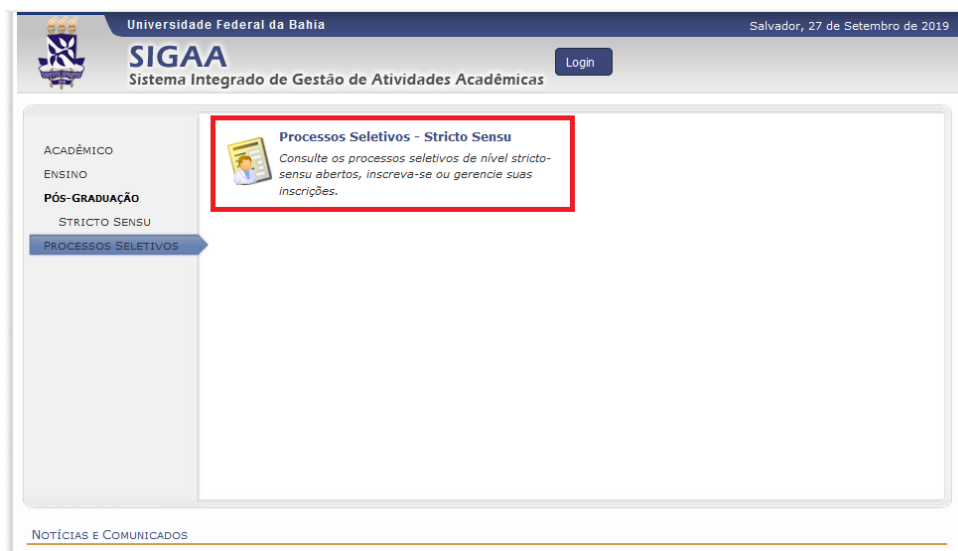 Universidade Federal da Bahia
Salvador, 27 de Setembro de 2019
SIGAA
Sistema Integrado de Gestão de Atividades Acadêmicas
Login
ACADÊMICO
ENSINO
PÓS-GRADUAÇÃO
STRICTO SENSU
PROCESSOS SELETIVOS
Processos Seletivos - Stricto Sensu
Consulte os processos seletivos de nível stricto-
sensu abertos, inscreva-se ou gerencie suas
inscrições.
NOTÍCIAS E COMUNICADOS